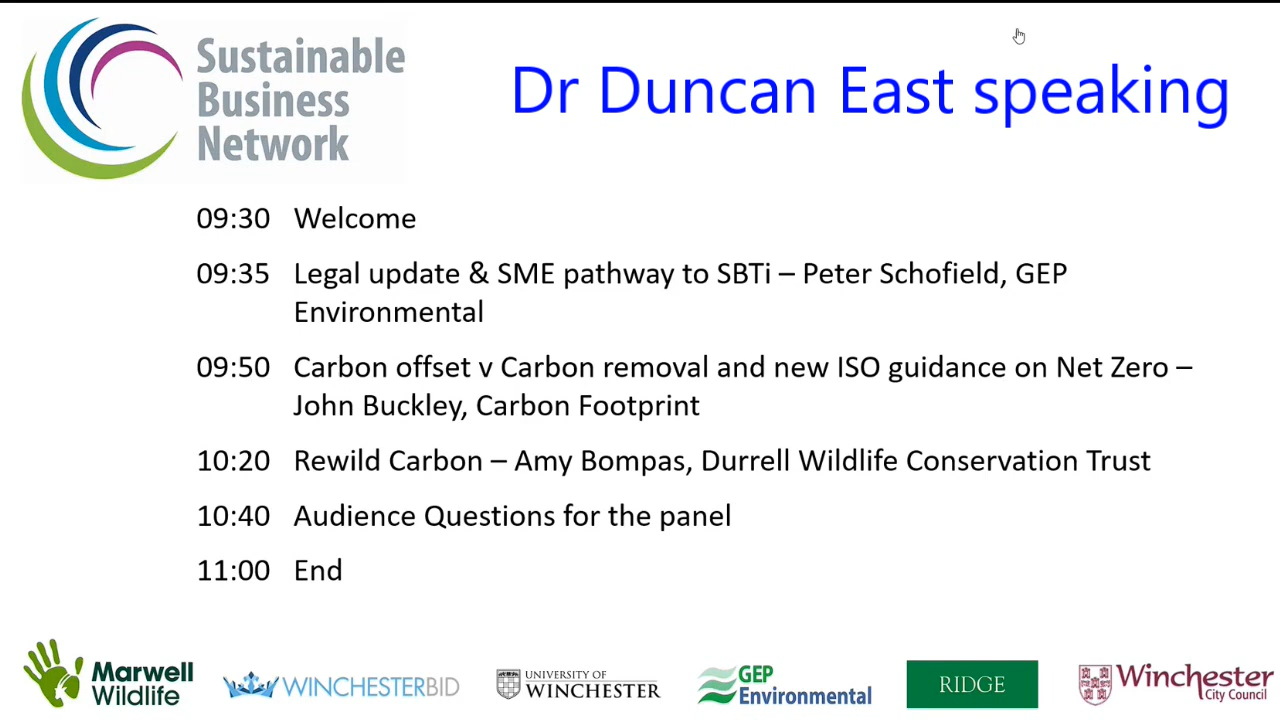 Sustainable
Business
Network
Dr Duncan East speaking
09:30 Welcome
09:35 Legal update & SME pathway to SBTi – Peter Schofield, GEP
Environmental
09:50 Carbon offset v Carbon removal and new ISO guidance on Net Zero –
John Buckley, Carbon Footprint
10:20 Rewild Carbon – Amy Bompas, Durrell Wildlife Conservation Trust
10:40 Audience Questions for the panel
11:00 End
Marwell
Wildlife
WINCHESTERBID
UNIVERSITY OF
WINCHESTER
GEP
Environmental
RIDGE
Winchester
City Council